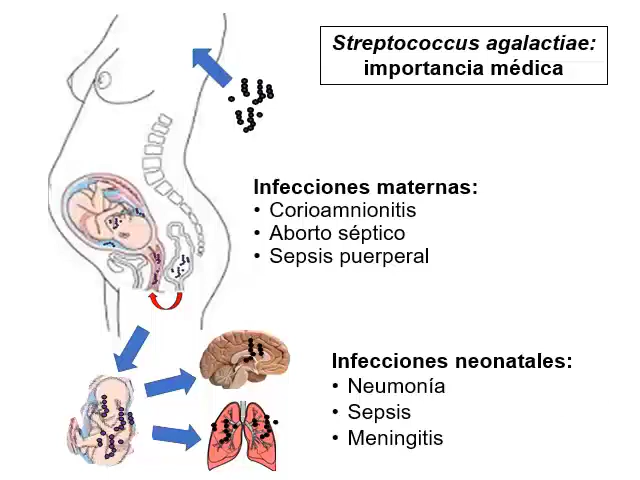 Streptococcus agalactiae:
importancia médica
Infecciones maternas:
• Corioamnionitis
• Aborto séptico
• Sepsis puerperal
Infecciones neonatales:
• Neumonía
• Sepsis
• Meningitis